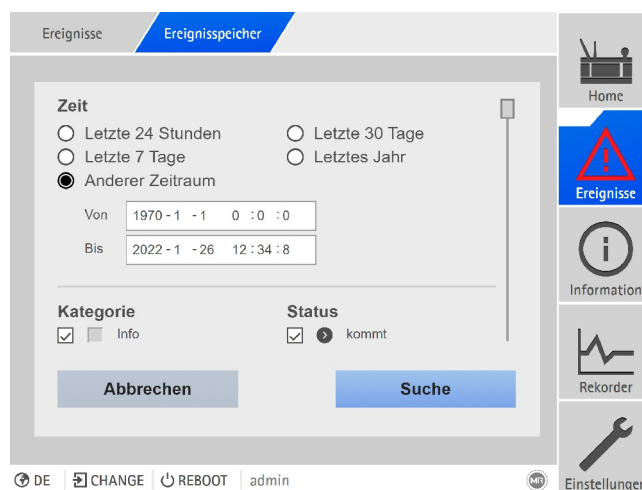 Ereignisse
Ereignisspeicher
Home
Ereignisse
Information
Rekorder
Einstellungen
Zeit
Letzte 24 Stunden
Letzte 30 Tage
Letzte 7 Tage
Letztes Jahr
Anderer Zeitraum
Von 1970 - 1 - 1 0 : 0 : 0
Bis 2022 - 1 - 26 12 : 34 : 8
Kategorie
Status
Info
kommt
Abbrechen
Suche
DE CHANGE REBOOT admin
MR